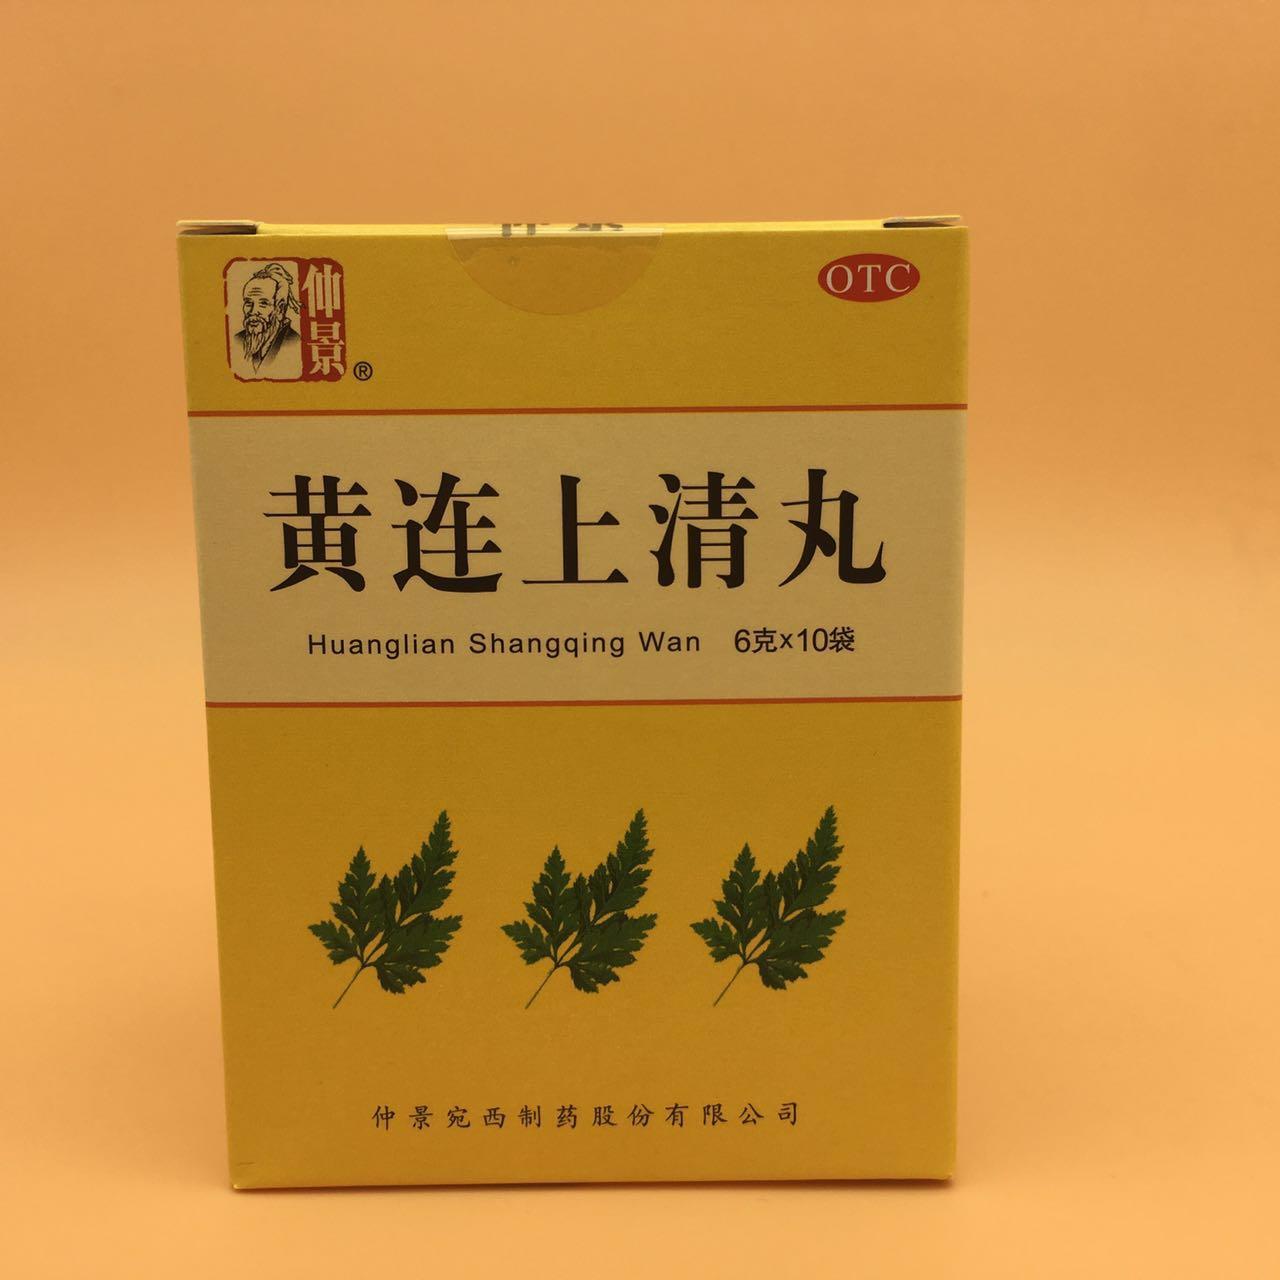 仲景
®
OTC
黄连上清丸
Huanglian Shangqing Wan 6克×10袋
仲景宛西制药股份有限公司